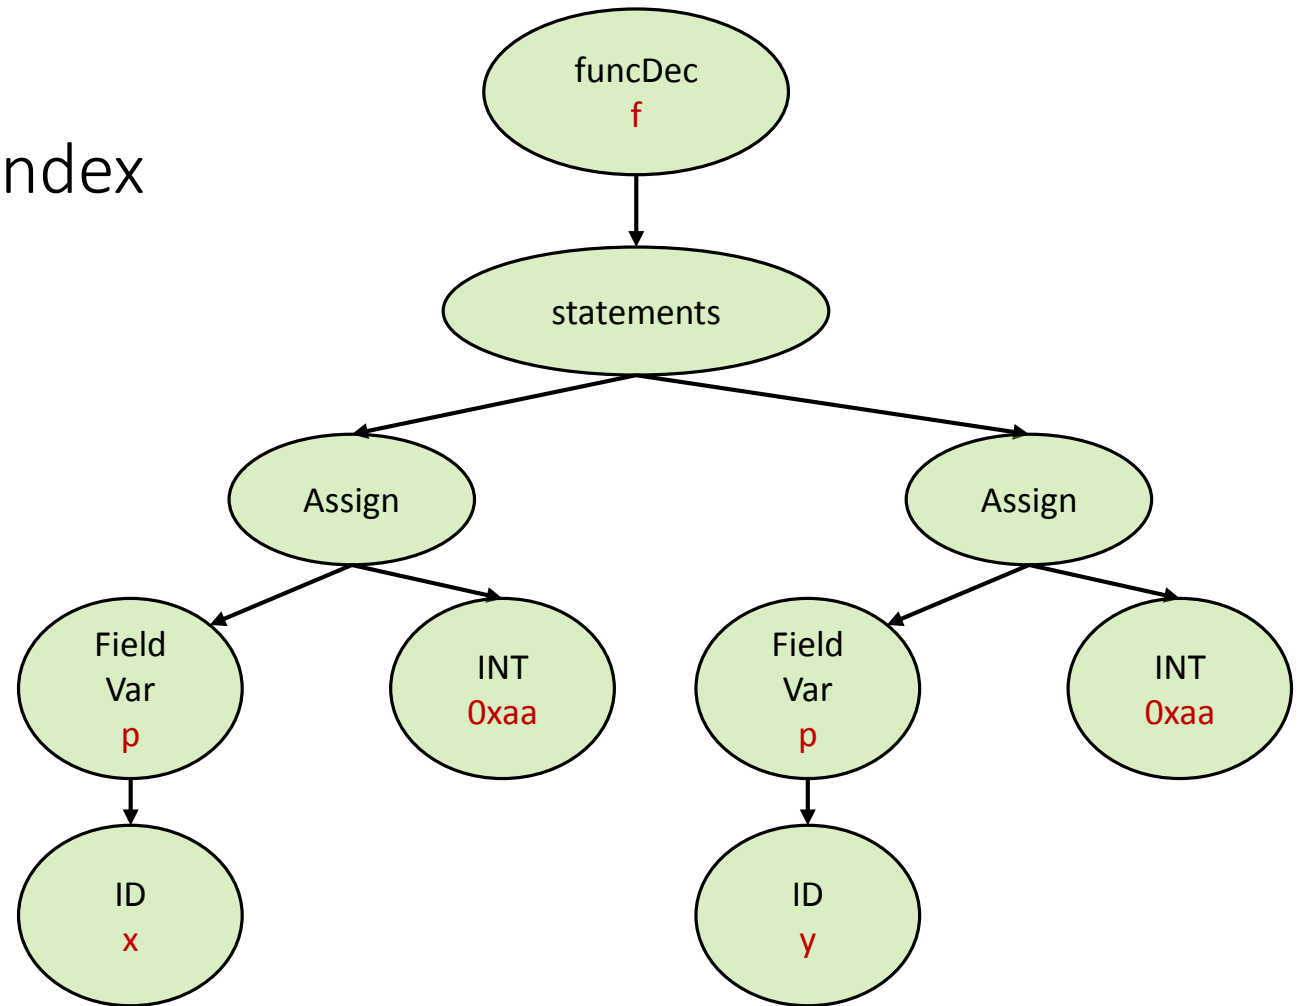 funcDec
f
ndex
statements
Assign
Assign
Field
Var
p
INT
0xaa
Field
Var
p
INT
0xaa
ID
x
ID
y